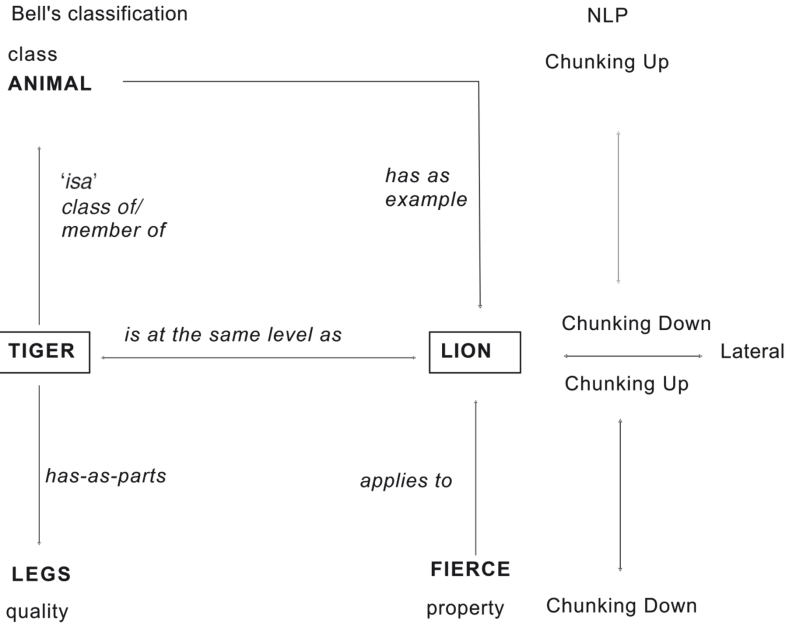 Bell's classification
NLP
class
ANIMAL
Chunking Up
‘isa’
class of/
member of
has as
example
is at the same level as
TIGER
LION
Chunking Down
Lateral
Chunking Up
has-as-parts
applies to
LEGS
quality
FIERCE
property
Chunking Down